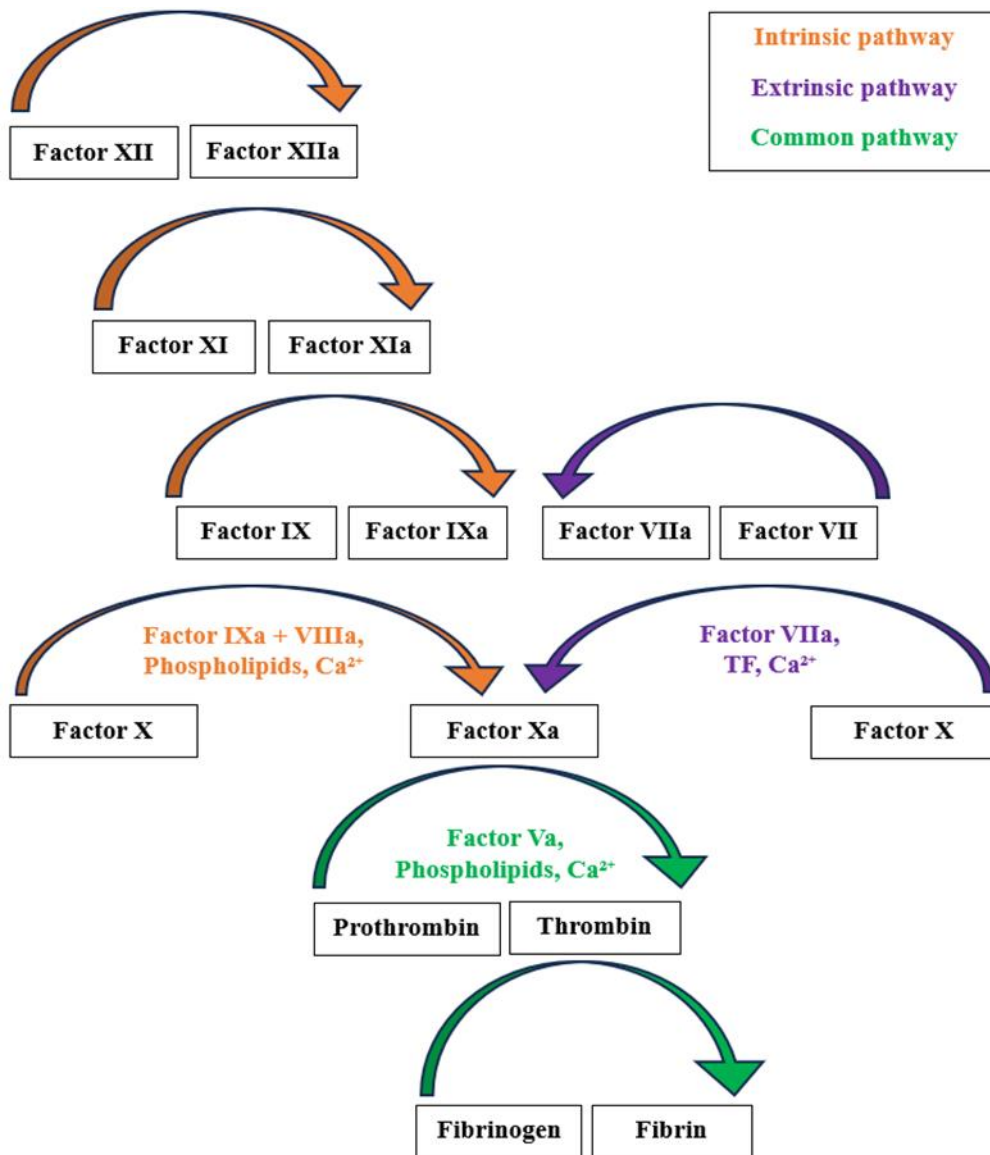 Intrinsic pathway
Extrinsic pathway
Common pathway
Factor XII
Factor XIIa
Factor XI
Factor XIa
Factor IX
Factor IXa
Factor VIIa
Factor VII
Factor IXa + VIIIa,
Phospholipids, Ca²⁺
Factor VIIa,
TF, Ca²⁺
Factor X
Factor Xa
Factor X
Factor Va,
Phospholipids, Ca²⁺
Prothrombin
Thrombin
Fibrinogen
Fibrin